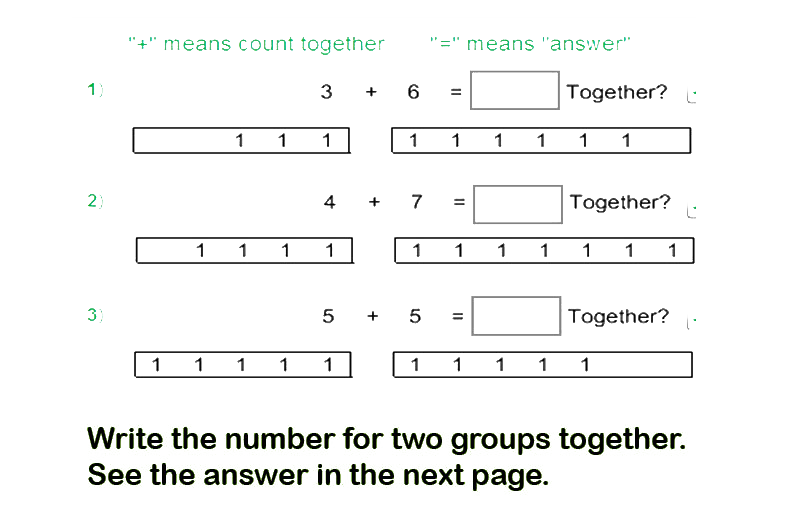 "+" means count together "=" means "answer"
1) 3 + 6 = Together?
1 1 1 1 1 1 1 1 1
2) 4 + 7 = Together?
1 1 1 1 1 1 1 1 1 1 1
3) 5 + 5 = Together?
1 1 1 1 1 1 1 1 1 1
Write the number for two groups together.
See the answer in the next page.